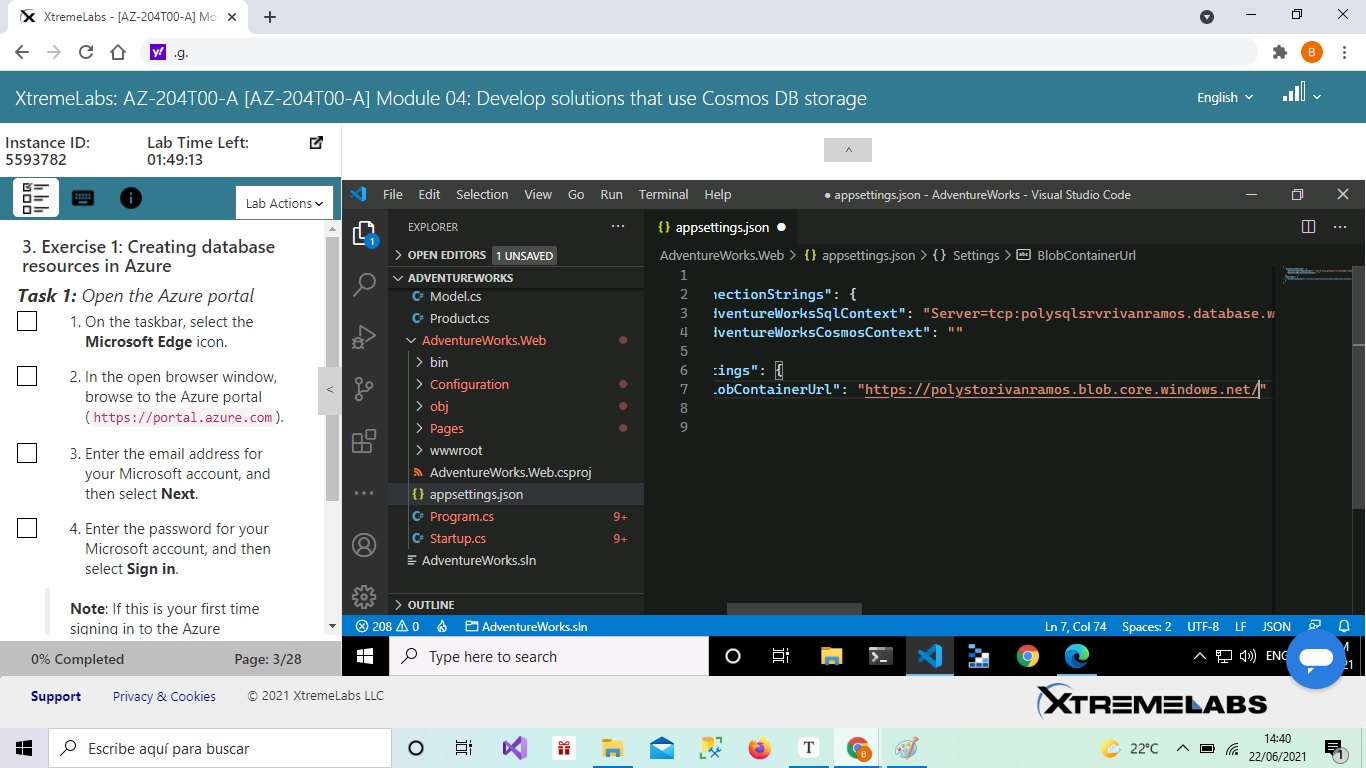 XtremeLabs - [AZ-204T00-A] Mo
.g.
B
XtremeLabs: AZ-204T00-A [AZ-204T00-A] Module 04: Develop solutions that use Cosmos DB storage
English
Instance ID:
5593782
Lab Time Left:
01:49:13
Lab Actions
3. Exercise 1: Creating database
resources in Azure
Task 1: Open the Azure portal
1. On the taskbar, select the
Microsoft Edge icon.
2. In the open browser window,
browse to the Azure portal
(https://portal.azure.com).
3. Enter the email address for
your Microsoft account, and
then select Next.
4. Enter the password for your
Microsoft account, and then
select Sign in.
Note: If this is your first time
signing in to the Azure
0% Completed
Page: 3/28
File Edit Selection View Go Run Terminal Help
● appsettings.json - AdventureWorks - Visual Studio Code
1
EXPLORER
OPEN EDITORS 1 UNSAVED
ADVENTUREWORKS
Model.cs
Product.cs
AdventureWorks.Web
bin
Configuration
obj
Pages
wwwroot
AdventureWorks.Web.csproj
{} appsettings.json
Program.cs 9+
Startup.cs 9+
AdventureWorks.sln
OUTLINE
{} appsettings.json ●
AdventureWorks.Web > {} appsettings.json > {} Settings > BlobContainerUrl
1
2 nectionStrings": {
3 dventureWorksSqlContext": "Server=tcp:polysqlsrvrivanramos.database.w
4 dventureWorksCosmosContext": ""
5
6 tings": {
7 lobContainerUrl": "https://polystorivanramos.blob.core.windows.net/"
8
9
208 0 AdventureWorks.sln
Ln 7, Col 74 Spaces: 2 UTF-8 LF JSON
Type here to search
ENG
Support Privacy & Cookies © 2021 XtremeLabs LLC
XTREMELABS
Escribe aquí para buscar
T
B
22°C
14:40
22/06/2021
1